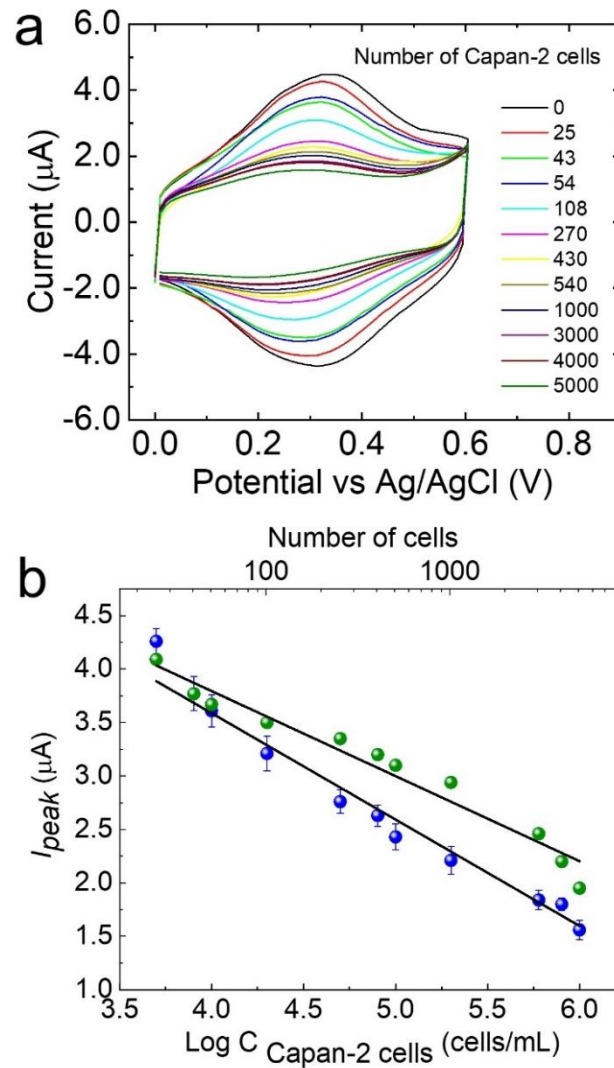 a
6.0
4.0
2.0
0.0
-2.0
-4.0
-6.0
Current (μA)
Number of Capan-2 cells
0
25
43
54
108
270
430
540
1000
3000
4000
5000
0.0 0.2 0.4 0.6 0.8
Potential vs Ag/AgCl (V)
b
Number of cells
100 1000
4.5
4.0
3.5
3.0
2.5
2.0
1.5
1.0
Ipeak (μA)
3.5 4.0 4.5 5.0 5.5 6.0
Log C Capan-2 cells (cells/mL)